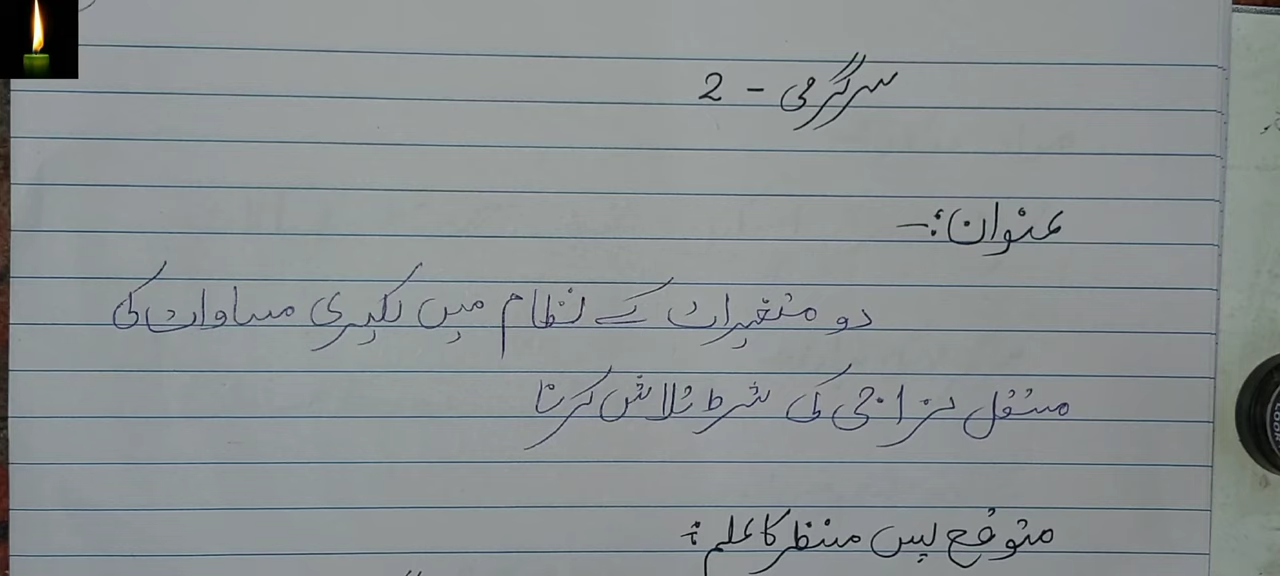 سرگرمی - 2
عنوان:-
دو متغیرات کے نظام میں لکیری مساوات کی
مستقل مزاجی کی شرط تلاش کرنا
متوقع پس منظر کا علم :